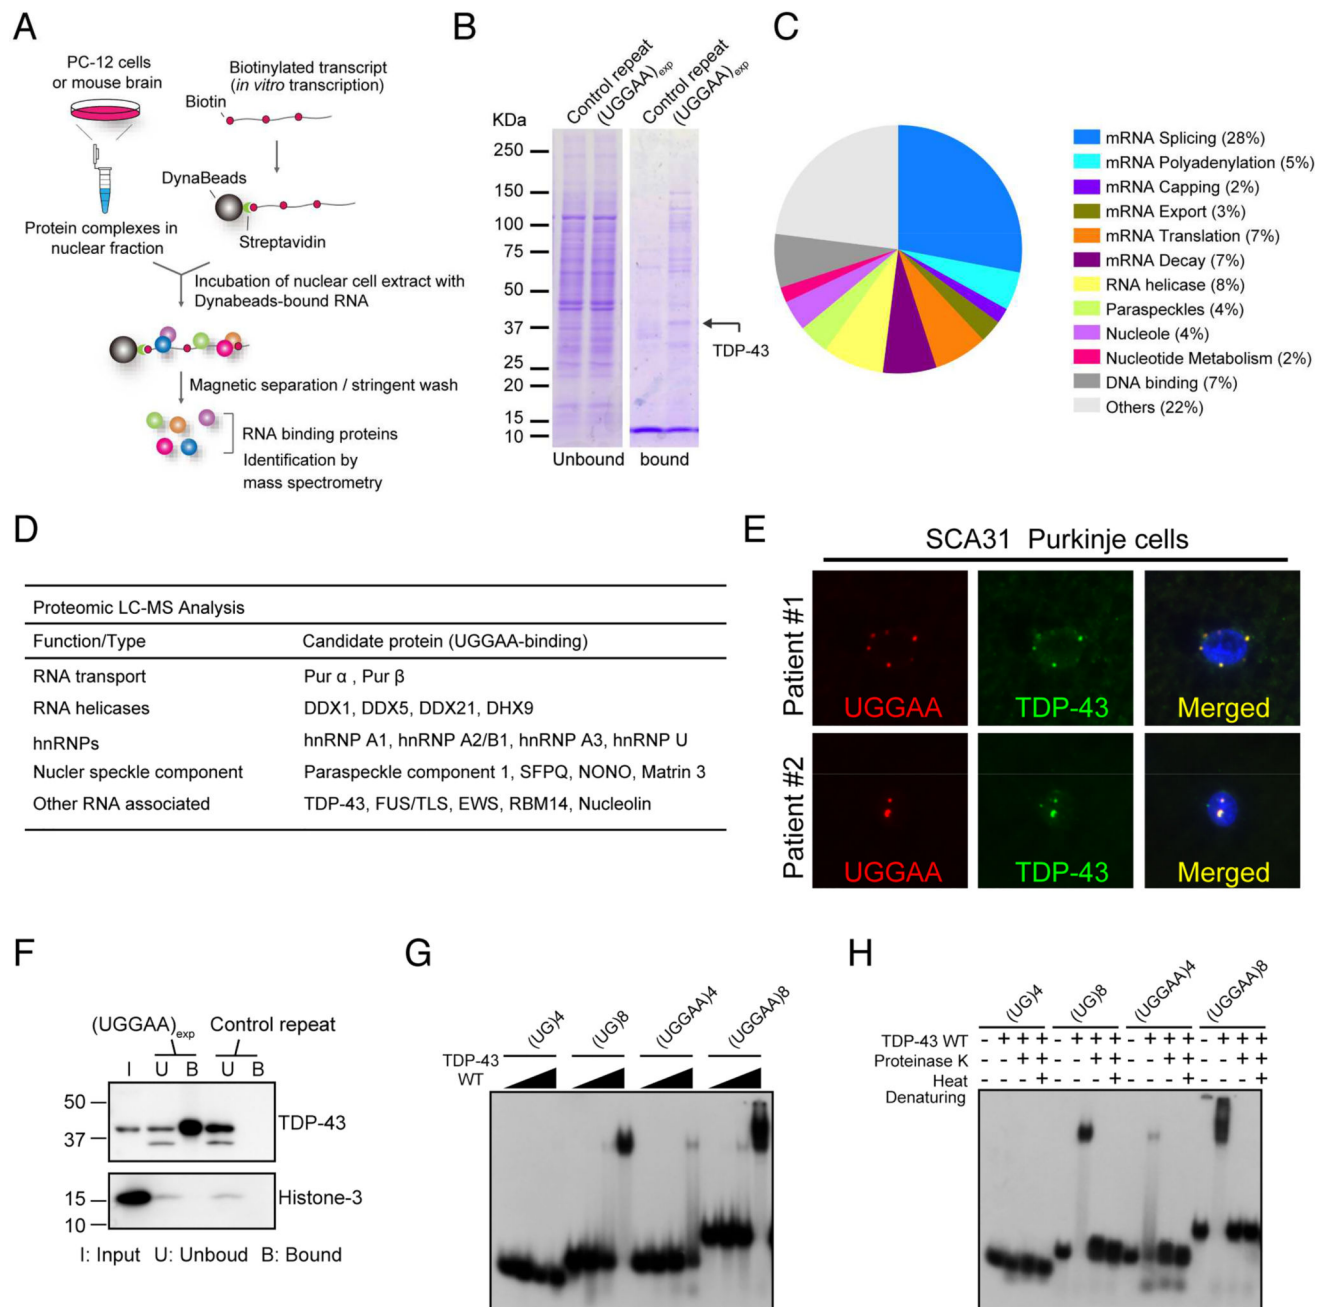 A
PC-12 cells
or mouse brain
Biotinylated transcript
(in vitro transcription)
Biotin
DynaBeads
Protein complexes in
nuclear fraction
Streptavidin
Incubation of nuclear cell extract with
Dynabeads-bound RNA
Magnetic separation / stringent wash
RNA binding proteins
Identification by
mass spectrometry
B
Control repeat
(UGGAA)exp
Control repeat
(UGGAA)exp
KDa
250
150
100
75
50
37
25
20
15
10
TDP-43
Unbound
bound
C
mRNA Splicing (28%)
mRNA Polyadenylation (5%)
mRNA Capping (2%)
mRNA Export (3%)
mRNA Translation (7%)
mRNA Decay (7%)
RNA helicase (8%)
Paraspeckles (4%)
Nucleole (4%)
Nucleotide Metabolism (2%)
DNA binding (7%)
Others (22%)
D
Proteomic LC-MS Analysis
Function/Type Candidate protein (UGGAA-binding)
RNA transport Pur α , Pur β
RNA helicases DDX1, DDX5, DDX21, DHX9
hnRNPs hnRNP A1, hnRNP A2/B1, hnRNP A3, hnRNP U
Nucler speckle component Paraspeckle component 1, SFPQ, NONO, Matrin 3
Other RNA associated TDP-43, FUS/TLS, EWS, RBM14, Nucleolin
E
SCA31 Purkinje cells
Patient #1
UGGAA
TDP-43
Merged
Patient #2
UGGAA
TDP-43
Merged
F
(UGGAA)exp Control repeat
I U B U B
50
37
TDP-43
15
10
Histone-3
I: Input U: Unboud B: Bound
G
(UG)4
(UG)8
(UGGAA)4
(UGGAA)8
TDP-43
WT
H
(UG)4
(UG)8
(UGGAA)4
(UGGAA)8
TDP-43 WT - + + + - + + + - + + + - + + +
Proteinase K - - + + - - + + - - + + - - + +
Heat
Denaturing - - - + - - - + - - - + - - - +